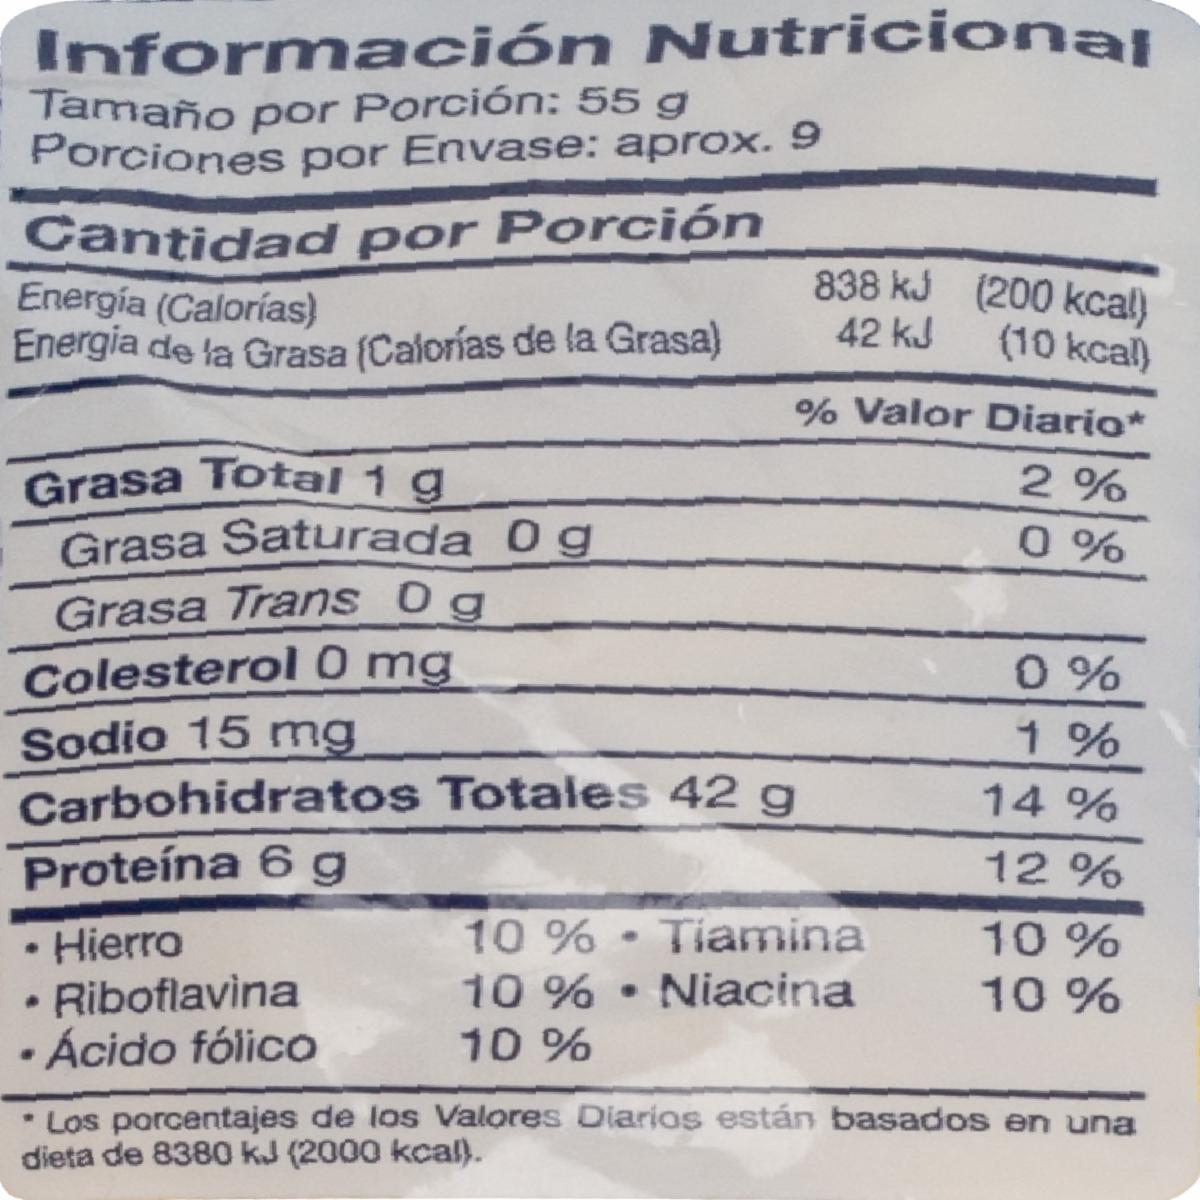 Información Nutricional
Tamaño por Porción: 55 g
Porciones por Envase: aprox. 9
Cantidad por Porción
Energía (Calorías) 838 kJ (200 kcal)
Energia de la Grasa (Calorías de la Grasa) 42 kJ (10 kcal)
% Valor Diario*
Grasa Total 1 g 2 %
Grasa Saturada 0 g 0 %
Grasa Trans 0 g
Colesterol 0 mg 0 %
Sodio 15 mg 1 %
Carbohidratos Totales 42 g 14 %
Proteína 6 g 12 %
• Hierro 10 % • Tiamina 10 %
• Riboflavina 10 % • Niacina 10 %
• Ácido fólico 10 %
* Los porcentajes de los Valores Diarios están basados en una
dieta de 8380 kJ (2000 kcal).